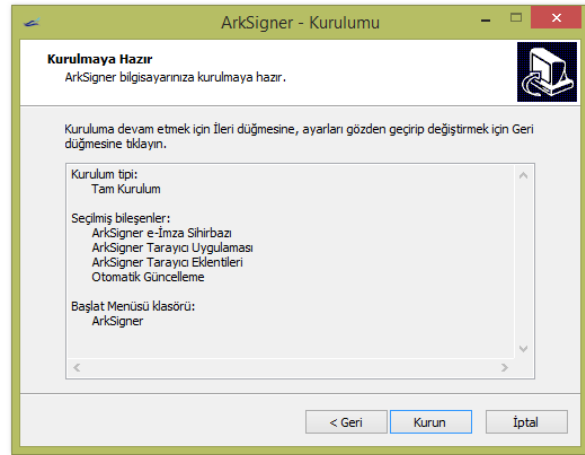 ArkSigner - Kurulumu
Kurulmaya Hazır
ArkSigner bilgisayarınıza kurulmaya hazır.
Kuruluma devam etmek için İleri düğmesine, ayarları gözden geçirip değiştirmek için Geri
düğmesine tıklayın.
Kurulum tipi:
Tam Kurulum
Seçilmiş bileşenler:
ArkSigner e-İmza Sihirbazı
ArkSigner Tarayıcı Uygulaması
ArkSigner Tarayıcı Eklentileri
Otomatik Güncelleme
Başlat Menüsü klasörü:
ArkSigner
< Geri
Kurun
İptal